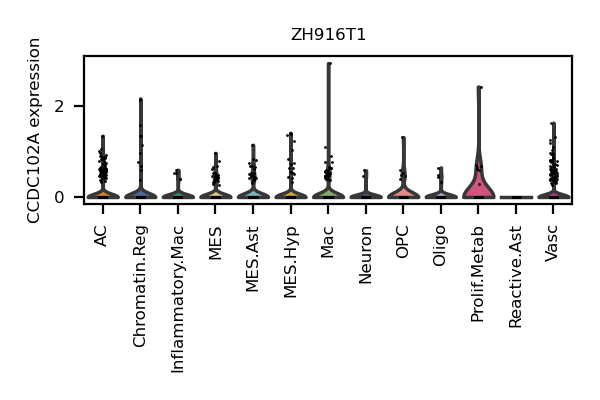 ZH916T1
CCDC102A expression
2
0
AC
Chromatin.Reg
Inflammatory.Mac
MES
MES.Ast
MES.Hyp
Mac
Neuron
OPC
Oligo
Prolif.Metab
Reactive.Ast
Vasc